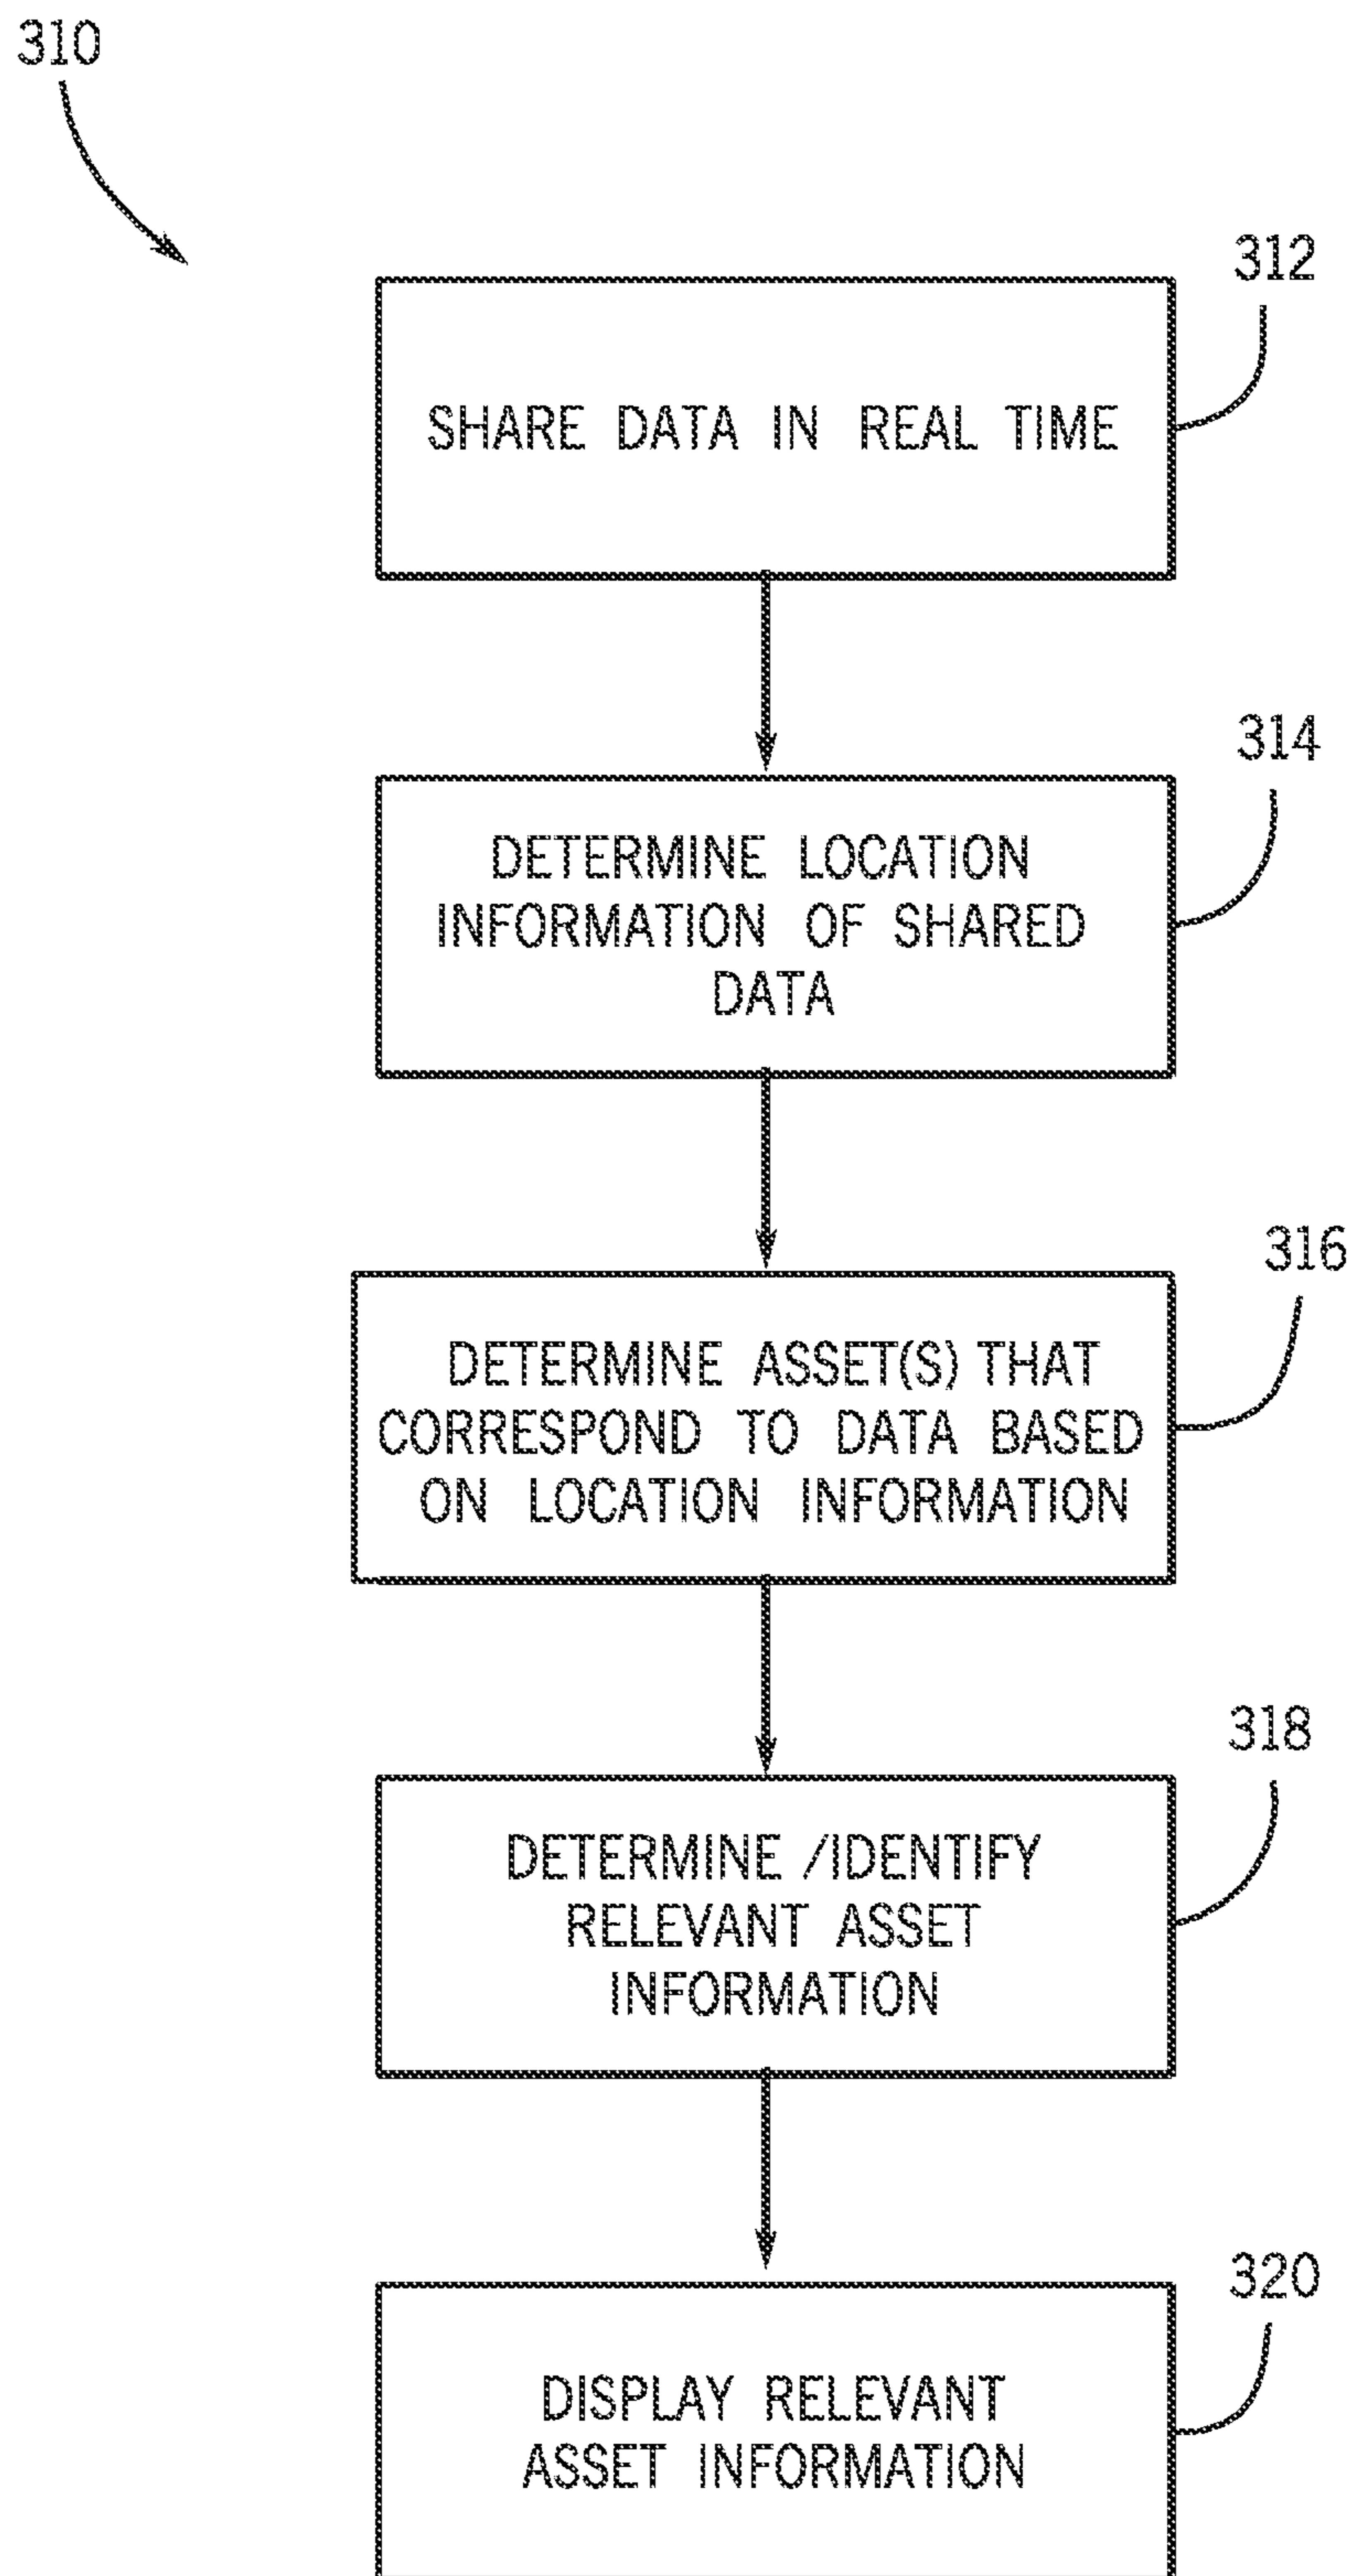 310
312
SHARE DATA IN REAL TIME
314
DETERMINE LOCATION
INFORMATION OF SHARED
DATA
316
DETERMINE ASSET(S) THAT
CORRESPOND TO DATA BASED
ON LOCATION INFORMATION
318
DETERMINE /IDENTIFY
RELEVANT ASSET
INFORMATION
320
DISPLAY RELEVANT
ASSET INFORMATION